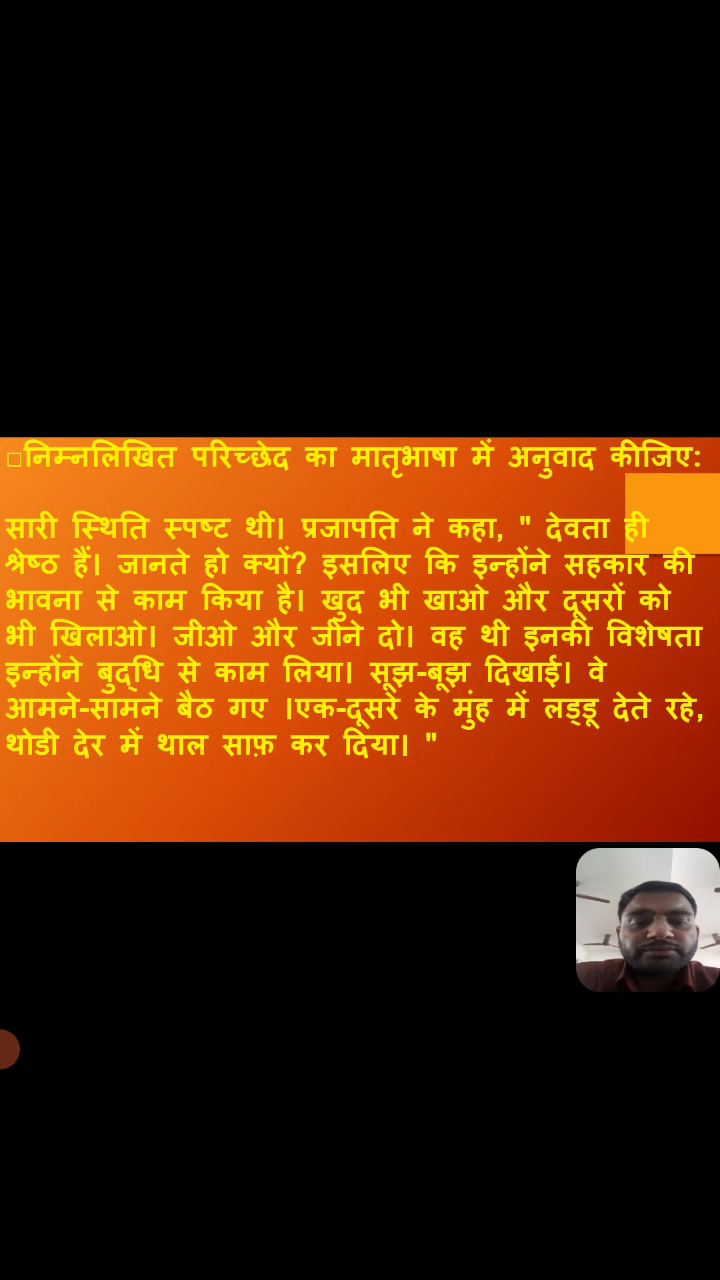 □निम्नलिखित परिच्छेद का मातृभाषा में अनुवाद कीजिए:
सारी स्थिति स्पष्ट थी। प्रजापति ने कहा, " देवता ही
श्रेष्ठ हैं। जानते हो क्यों? इसलिए कि इन्होंने सहकार की
भावना से काम किया है। खुद भी खाओ और दूसरों को
भी खिलाओ। जीओ और जीने दो। वह थी इनकी विशेषता
इन्होंने बुद्धि से काम लिया। सूझ-बूझ दिखाई। वे
आमने-सामने बैठ गए ।एक-दूसरे के मुंह में लड्डू देते रहे,
थोडी देर में थाल साफ़ कर दिया। "